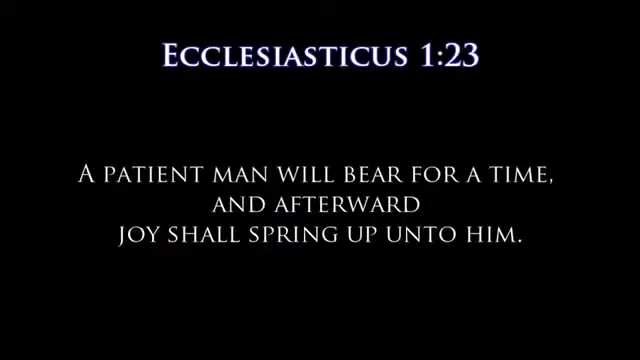 Ecclesiasticus 1:23
A patient man will bear for a time,
and afterward
joy shall spring up unto him.